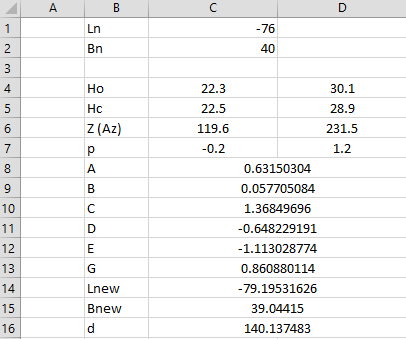 A B C D
1 Ln -76
2 Bn 40
3
4 Ho 22.3 30.1
5 Hc 22.5 28.9
6 Z (Az) 119.6 231.5
7 p -0.2 1.2
8 A 0.63150304
9 B 0.057705084
10 C 1.36849696
11 D -0.648229191
12 E -1.113028774
13 G 0.860880114
14 Lnew -79.19531626
15 Bnew 39.04415
16 d 140.137483